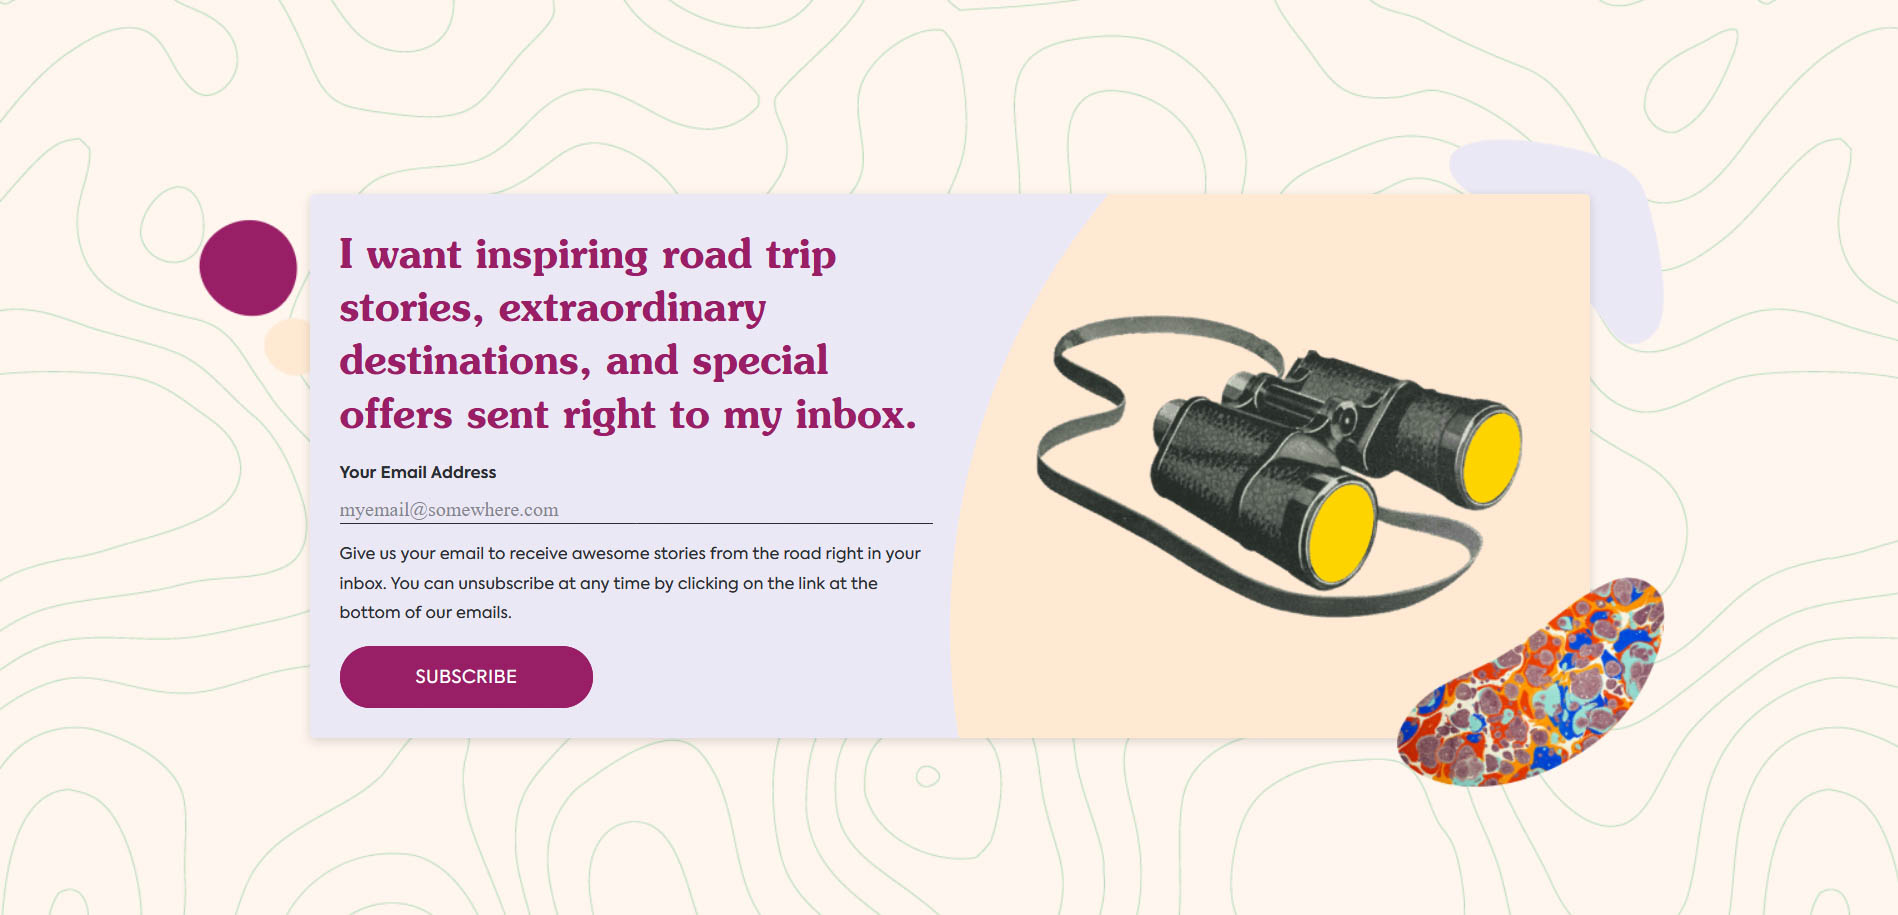 I want inspiring road trip
stories, extraordinary
destinations, and special
offers sent right to my inbox.
Your Email Address
myemail@somewhere.com
Give us your email to receive awesome stories from the road right in your
inbox. You can unsubscribe at any time by clicking on the link at the
bottom of our emails.
SUBSCRIBE